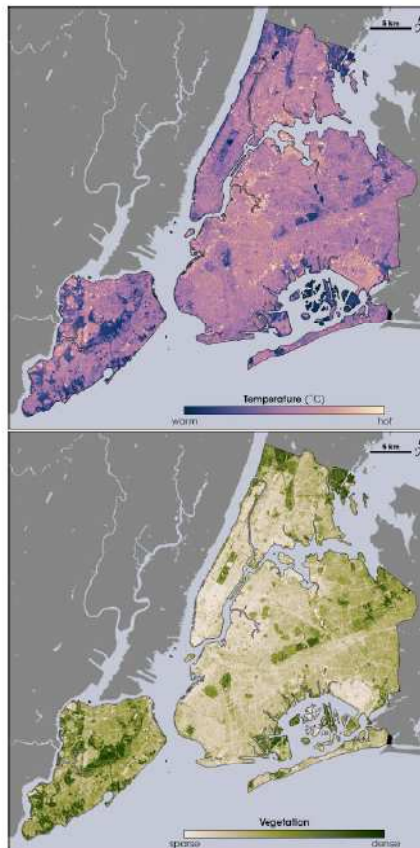 5 km
Temperature (°C)
warm
hot
5 km
Vegetation
sparse
dense